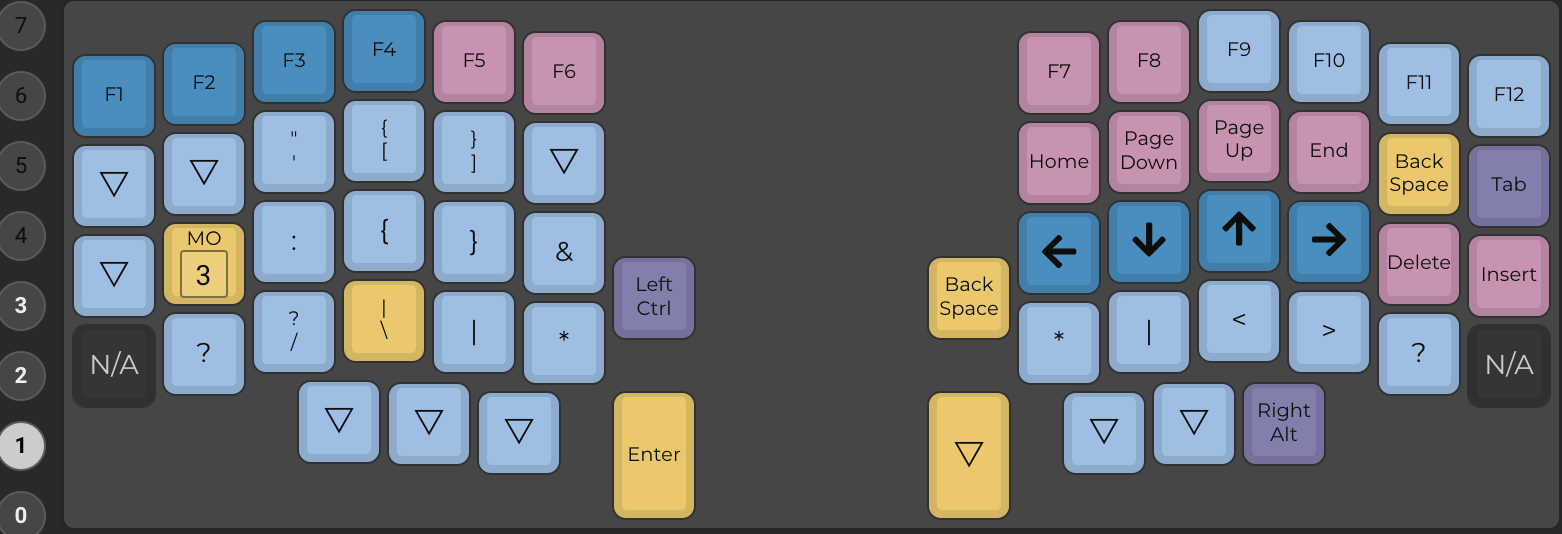 7
6
5
4
3
2
1
0
F1
F2
F3
F4
F5
F6
"
'
{
[
}
]
MO
3
:
{
}
&
N/A
?
?
/
|
\
|
*
Left
Ctrl
Enter
F7
F8
F9
F10
F11
F12
Home
Page
Down
Page
Up
End
Back
Space
Tab
←
↓
↑
→
Delete
Insert
Back
Space
*
|
<
>
?
N/A
Right
Alt